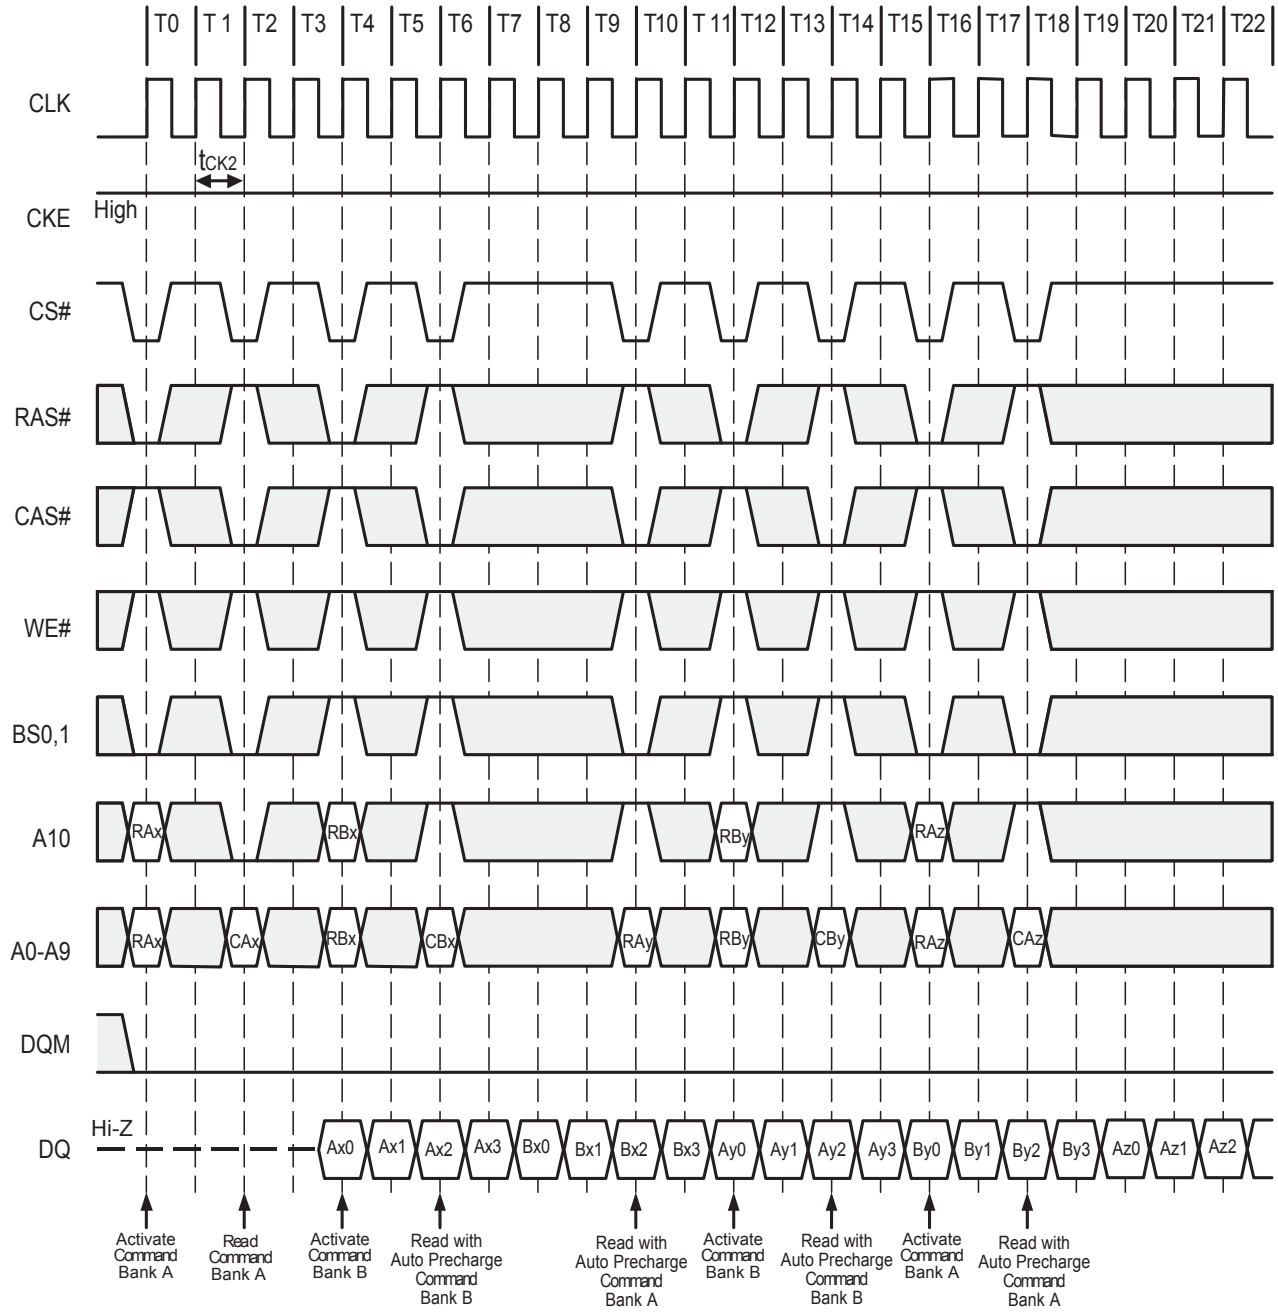 T0 T 1 T2 T3 T4 T5 T6 T7 T8 T9 T10 T 11 T12 T13 T14 T15 T16 T17 T18 T19 T20 T21 T22
CLK
tCK2
CKE High
CS#
RAS#
CAS#
WE#
BS0,1
A10 RAx RBx RBy RAz
A0-A9 RAx CAx RBx CBx RAy RBy CBy RAz CAz
DQM
DQ Hi-Z Ax0 Ax1 Ax2 Ax3 Bx0 Bx1 Bx2 Bx3 Ay0 Ay1 Ay2 Ay3 By0 By1 By2 By3 Az0 Az1 Az2
Activate
Command
Bank A
Read
Command
Bank A
Activate
Command
Bank B
Read with
Auto Precharge
Command
Bank B
Read with
Auto Precharge
Command
Bank A
Activate
Command
Bank B
Read with
Auto Precharge
Command
Bank B
Activate
Command
Bank A
Read with
Auto Precharge
Command
Bank A